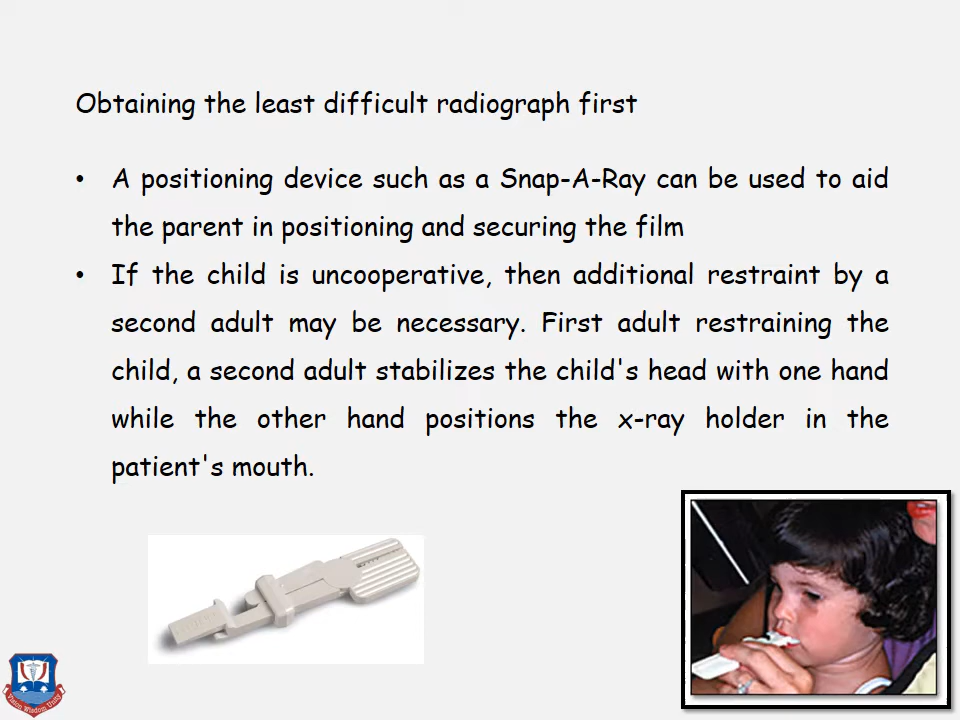 Obtaining the least difficult radiograph first
• A positioning device such as a Snap-A-Ray can be used to aid
the parent in positioning and securing the film
• If the child is uncooperative, then additional restraint by a
second adult may be necessary. First adult restraining the
child, a second adult stabilizes the child's head with one hand
while the other hand positions the x-ray holder in the
patient's mouth.
Vision Wisdom Unity